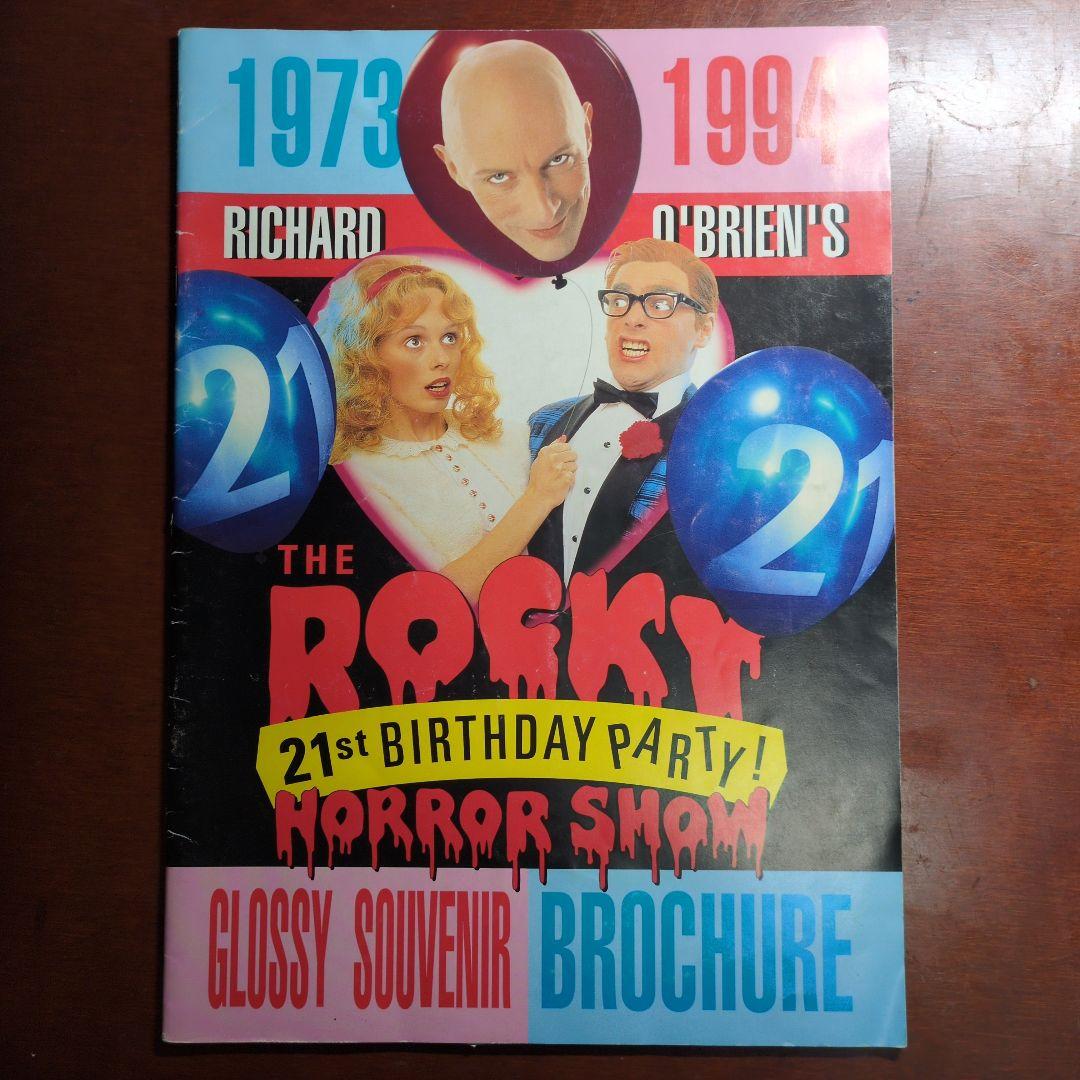 1973 1994
RICHARD O'BRIEN'S
21
21
THE
ROCKY
21st BIRTHDAY PARTY!
HORROR SHOW
GLOSSY SOUVENIR BROCHURE